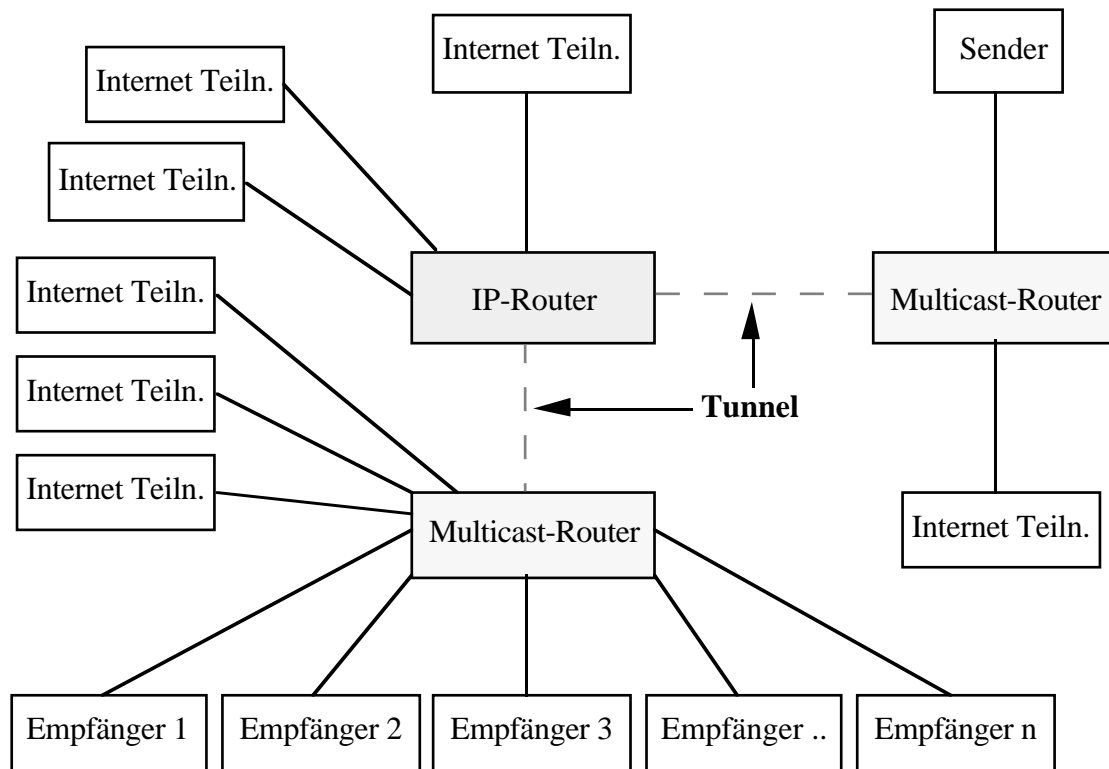 Internet Teiln.
Sender
Internet Teiln.
Internet Teiln.
Internet Teiln.
IP-Router
Multicast-Router
Internet Teiln.
Tunnel
Internet Teiln.
Multicast-Router
Internet Teiln.
Empfänger 1
Empfänger 2
Empfänger 3
Empfänger ..
Empfänger n